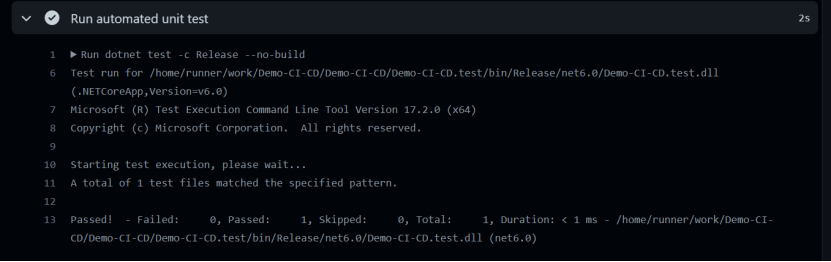 Run automated unit test 2s
1 Run dotnet test -c Release --no-build
6 Test run for /home/runner/work/Demo-CI-CD/Demo-CI-CD/Demo-CI-CD.test/bin/Release/net6.0/Demo-CI-CD.test.dll
(.NETCoreApp,Version=v6.0)
7 Microsoft (R) Test Execution Command Line Tool Version 17.2.0 (x64)
8 Copyright (c) Microsoft Corporation.  All rights reserved.
9
10 Starting test execution, please wait...
11 A total of 1 test files matched the specified pattern.
12
13 Passed!  - Failed:     0, Passed:     1, Skipped:     0, Total:     1, Duration: < 1 ms - /home/runner/work/Demo-CI-
CD/Demo-CI-CD/Demo-CI-CD.test/bin/Release/net6.0/Demo-CI-CD.test.dll (net6.0)